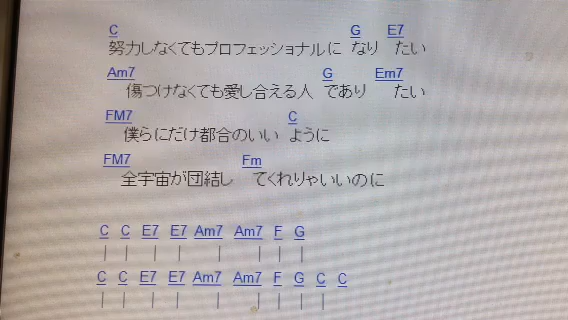 C G E7
努力しなくてもプロフェッショナルに なり たい
Am7 G Em7
傷つけなくても愛し合える人 であり たい
FM7 C
僕らにだけ都合のいい ように
FM7 Fm
全宇宙が団結し てくれりゃいいのに
C C E7 E7 Am7 Am7 F G
| | | | | | | |
C C E7 E7 Am7 Am7 F G C C
| | | | | | | | |